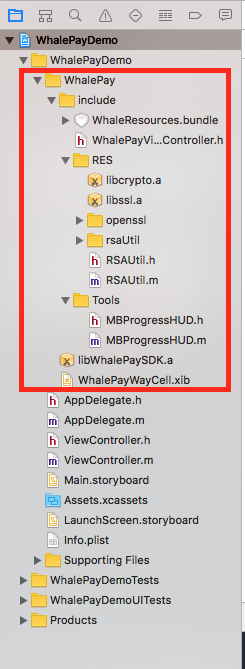 WhalePayDemo
WhalePayDemo
WhalePay
include
WhaleResources.bundle
WhalePayVi...Controller.h
RES
libcrypto.a
libssl.a
openssl
rsaUtil
RSAUtil.h
RSAUtil.m
Tools
MBProgressHUD.h
MBProgressHUD.m
libWhalePaySDK.a
WhalePayWayCell.xib
AppDelegate.h
AppDelegate.m
ViewController.h
ViewController.m
Main.storyboard
Assets.xcassets
LaunchScreen.storyboard
Info.plist
Supporting Files
WhalePayDemoTests
WhalePayDemoUITests
Products